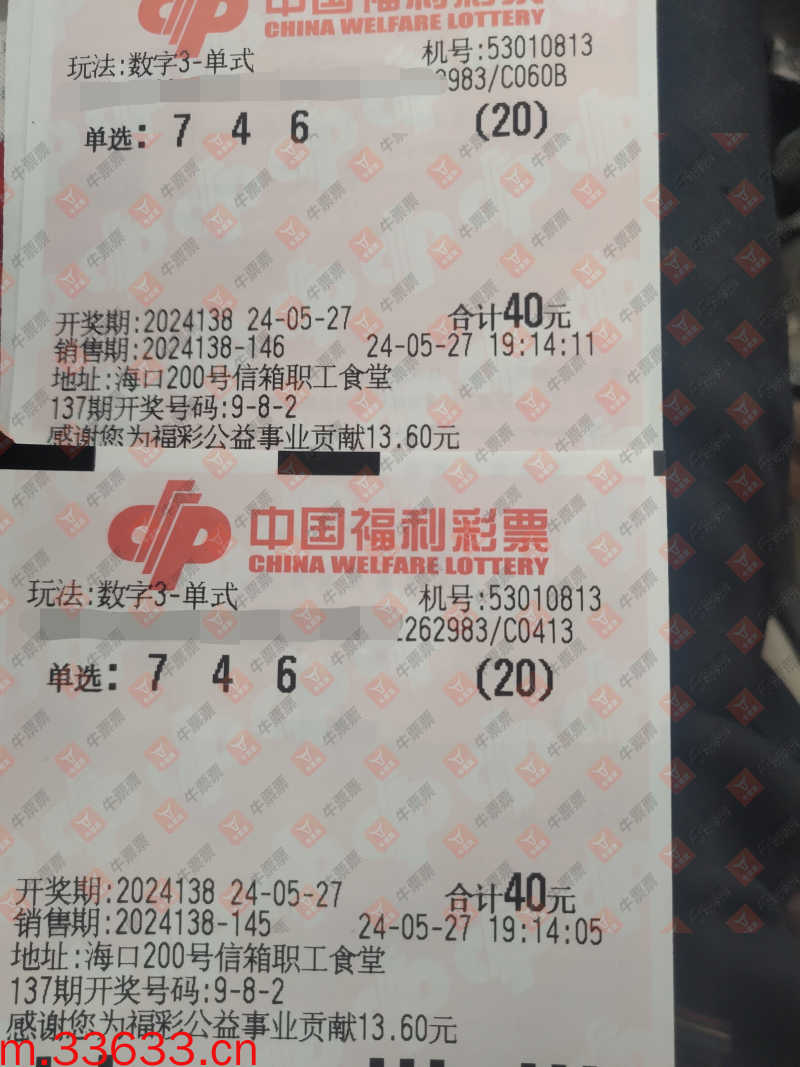 中国福利彩票
CHINA WELFARE LOTTERY
玩法:数字3-单式 机号:53010813
2983/C060B
单选: 7 4 6 (20)
开奖期:2024138 24-05-27 合计40元
销售期:2024138-146 24-05-27 19:14:11
地址:海口200号信箱职工食堂
137期开奖号码:9-8-2
感谢您为福彩公益事业贡献13.60元
中国福利彩票
CHINA WELFARE LOTTERY
玩法:数字3-单式 机号:53010813
262983/C0413
单选: 7 4 6 (20)
开奖期:2024138 24-05-27 合计40元
销售期:2024138-145 24-05-27 19:14:05
地址:海口200号信箱职工食堂
137期开奖号码:9-8-2
感谢您为福彩公益事业贡献13.60元
m.33633.cn
牛票票